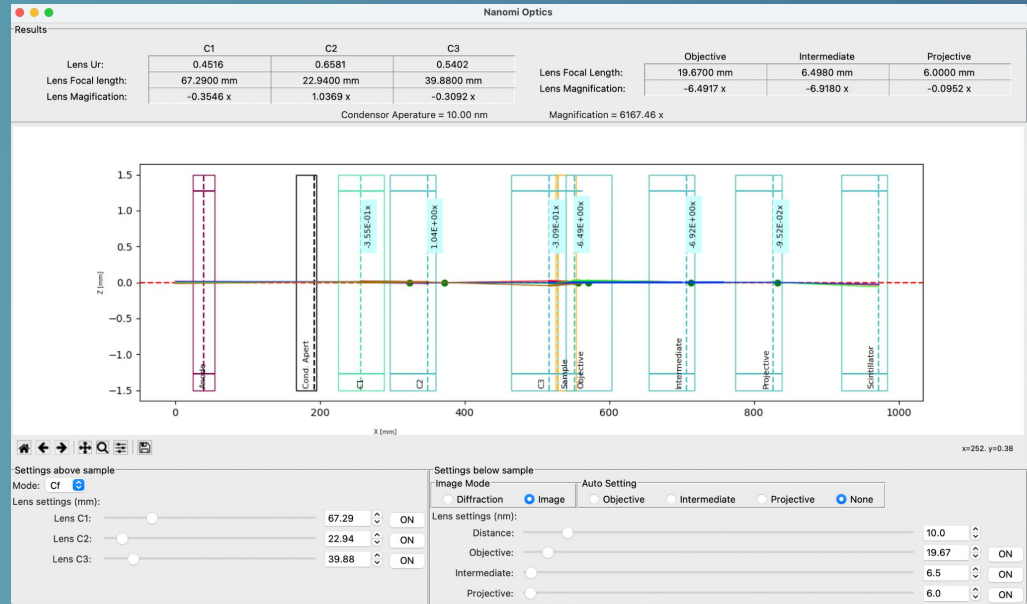 Nanomi Optics
Results
C1 C2 C3
Lens Ur: 0.4516 0.6581 0.5402
Lens Focal length: 67.2900 mm 22.9400 mm 39.8800 mm
Lens Magification: -0.3546 x 1.0369 x -0.3092 x
Objective Intermediate Projective
Lens Focal Length: 19.6700 mm 6.4980 mm 6.0000 mm
Lens Magnification: -6.4917 x -6.9180 x -0.0952 x
Condensor Aperature = 10.00 nm Magnification = 6167.46 x
1.5
1.0
0.5
0.0
−0.5
−1.0
−1.5
Z [mm]
-3.55E-01x
1.04E+00x
-3.09E-01x
-6.49E+00x
-6.92E+00x
-9.52E-02x
Anode
Cond. Apert
C1
C2
C3
Sample
Objective
Intermediate
Projective
Scintillator
0 200 400 600 800 1000
X [mm]
x=252. y=0.38
Settings above sample
Mode: Cf
Lens settings (mm):
Lens C1: 67.29 ON
Lens C2: 22.94 ON
Lens C3: 39.88 ON
Settings below sample
Image Mode Auto Setting
Diffraction Image Objective Intermediate Projective None
Lens settings (nm):
Distance: 10.0
Objective: 19.67 ON
Intermediate: 6.5 ON
Projective: 6.0 ON